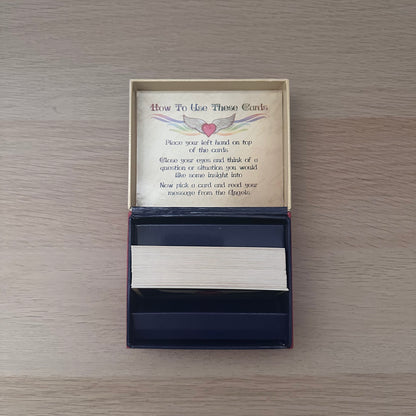 How To Use These Cards
Place your left hand on top
of the cards
Close your eyes and think of a
question or situation you would
like some insight into
Now pick a card and read your
message from the Angels